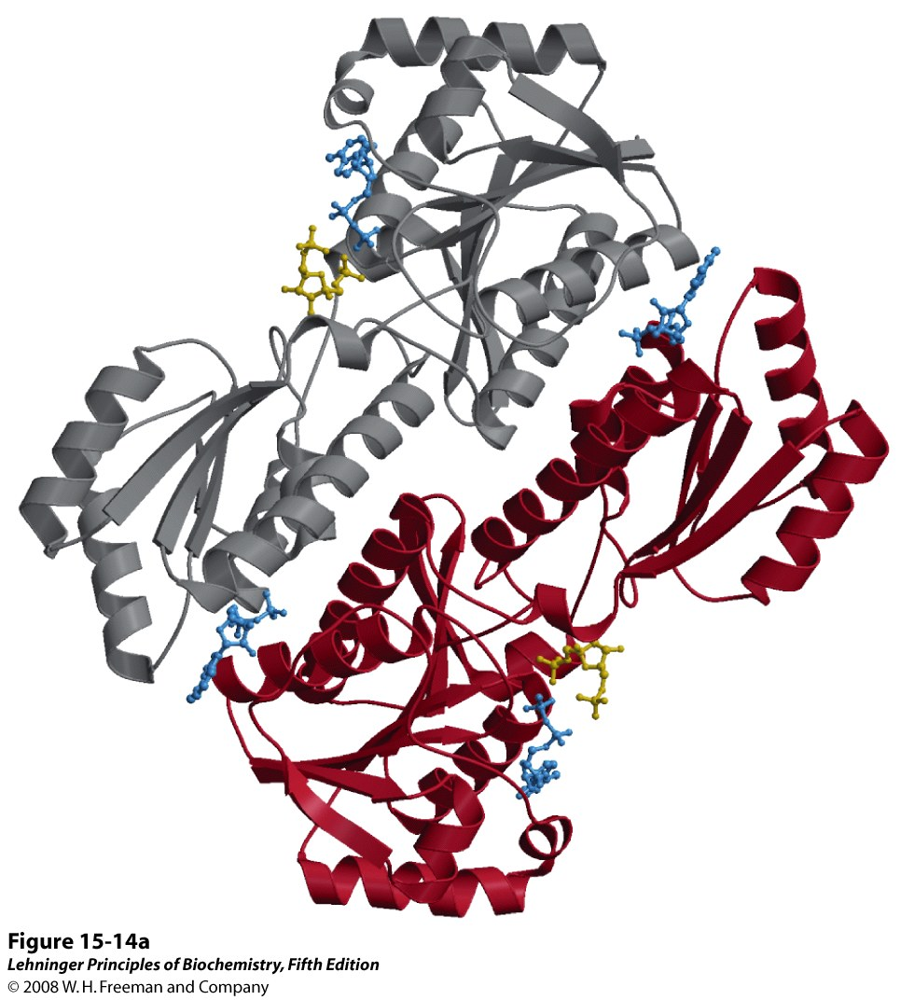 Figure 15-14a
Lehninger Principles of Biochemistry, Fifth Edition
© 2008 W. H. Freeman and Company